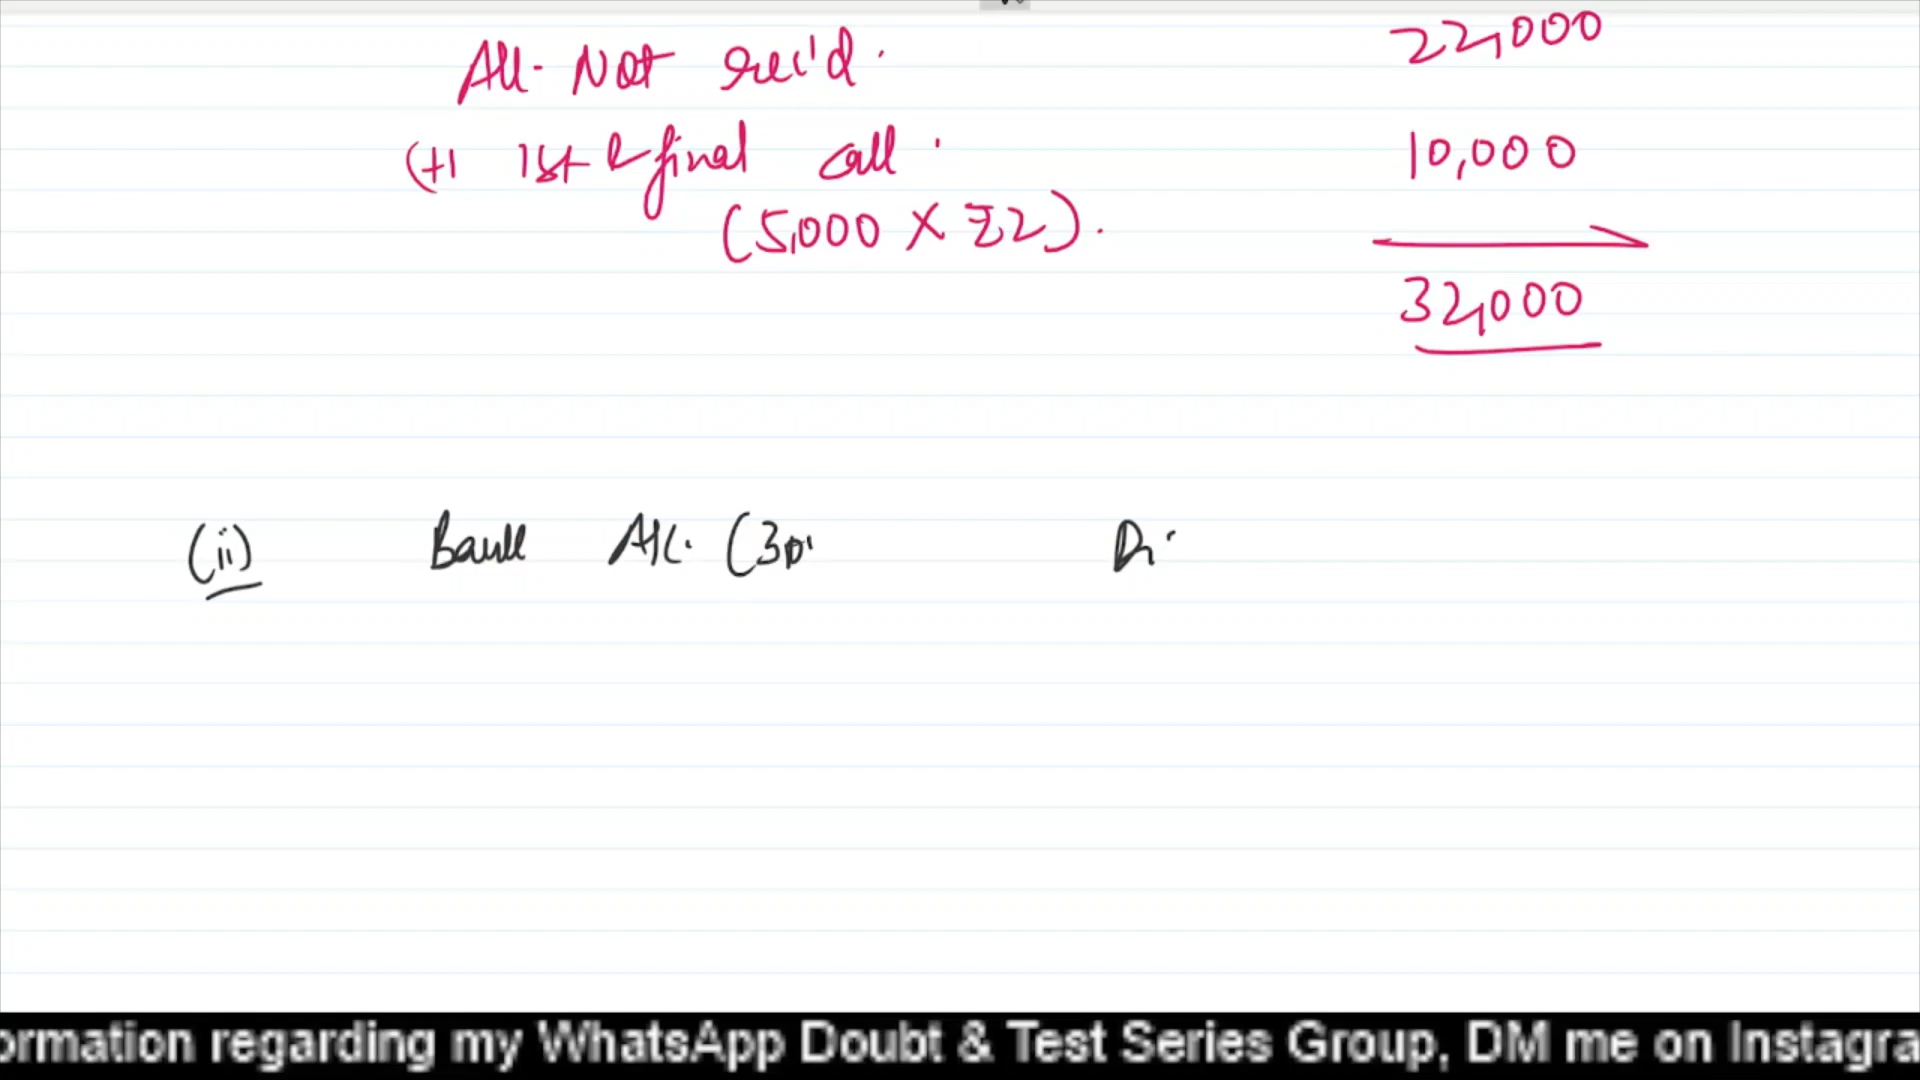 All. Not rec'd. 22,000
(+) 1st & final call. 10,000
(5,000 X ₹2).
32,000
(ii) Bank A/c. (30 Dr.
ormation regarding my WhatsApp Doubt & Test Series Group, DM me on Instagra